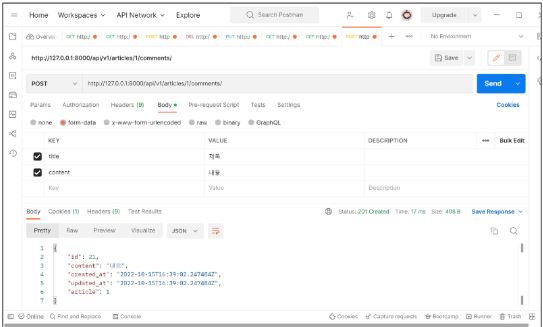 Home Workspaces API Network Explore Search Postman Upgrade
Overvi GET http:/ GET http:/ POST http DEL http:/ PUT http:/ GET http:/ GET http:/ POST http No Environment
http://127.0.0.1:8000/api/v1/articles/1/comments/ Save
POST http://127.0.0.1:8000/api/v1/articles/1/comments/ Send
Params Authorization Headers (9) Body Pre-request Script Tests Settings Cookies
none form-data x-www-form-urlencoded raw binary GraphQL
KEY VALUE DESCRIPTION Bulk Edit
title 제목
content 내용
Key Value Description
Body Cookies (1) Headers (9) Test Results Status: 201 Created Time: 17 ms Size: 408 B Save Response
Pretty Raw Preview Visualize JSON
1 {
2 "id": 21,
3 "content": "내용",
4 "created_at": "2022-10-15T16:39:02.247484Z",
5 "updated_at": "2022-10-15T16:39:02.247484Z",
6 "article": 1
7 }
Online Find and Replace Console Cookies Capture requests Bootcamp Runner Trash